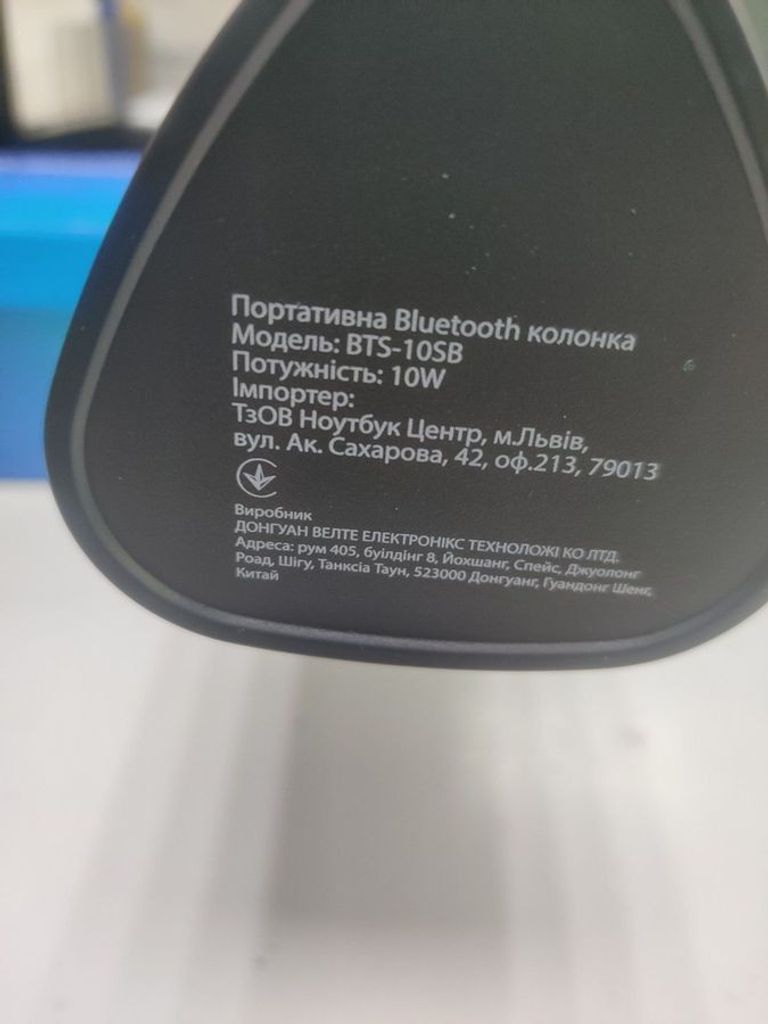 Портативна Bluetooth колонка
Модель: BTS-10SB
Потужність: 10W
Імпортер:
ТзОВ Ноутбук Центр, м.Львів,
вул. Ак. Сахарова, 42, оф.213, 79013
Виробник
ДОНГУАН ВЕЛТЕ ЕЛЕКТРОНІКС ТЕХНОЛОЖІ КО ЛТД.
Адреса: рум 405, буілдінг 8, Йохшанг, Спейс, Джуолонг
Роад, Шігу, Танксіа Таун, 523000 Донгуанг, Гуандонг Шенг,
Китай